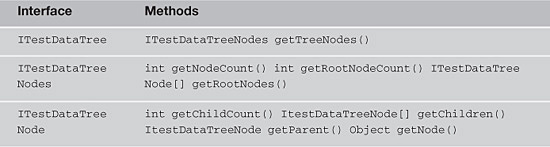 Interface Methods
ITestDataTree ITestDataTreeNodes getTreeNodes()
ITestDataTree int getNodeCount() int getRootNodeCount() ITestDataTree
Nodes Node[] getRootNodes()
ITestDataTree int getChildCount() ItestDataTreeNode[] getChildren()
Node ITestDataTreeNode getParent() Object getNode()